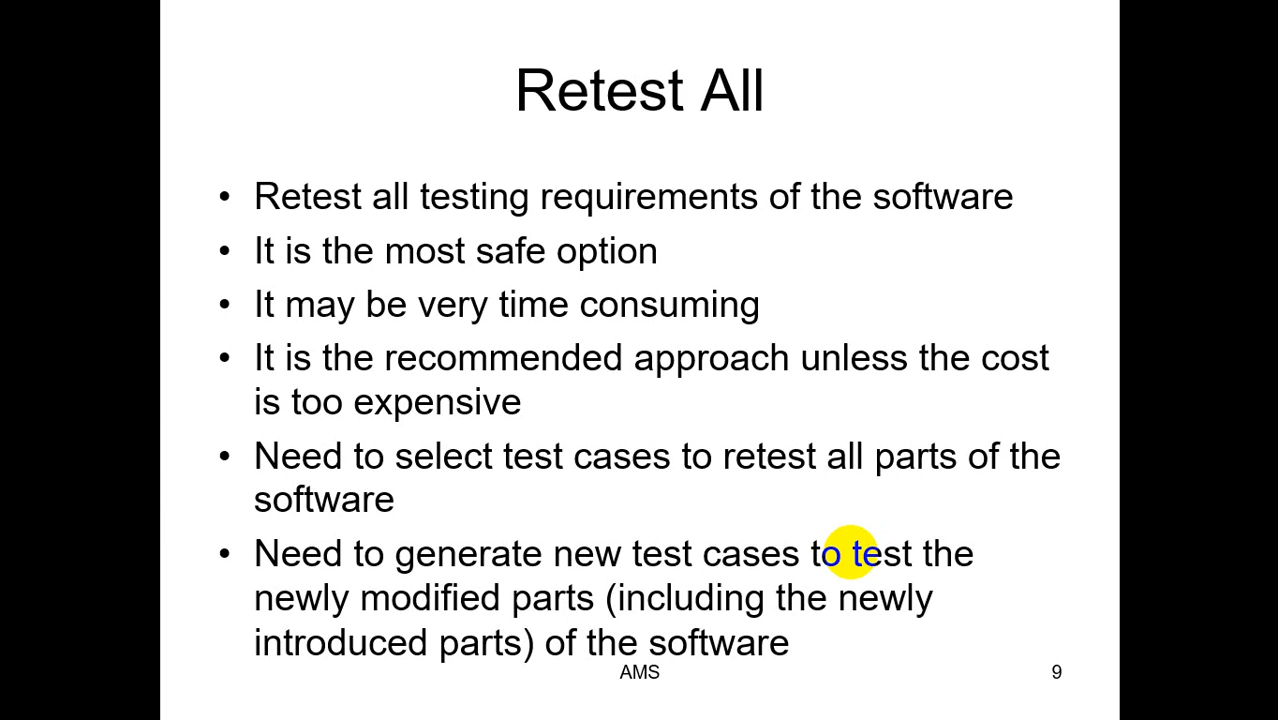 Retest All
• Retest all testing requirements of the software
• It is the most safe option
• It may be very time consuming
• It is the recommended approach unless the cost
is too expensive
• Need to select test cases to retest all parts of the
software
• Need to generate new test cases to test the
newly modified parts (including the newly
introduced parts) of the software
AMS
9